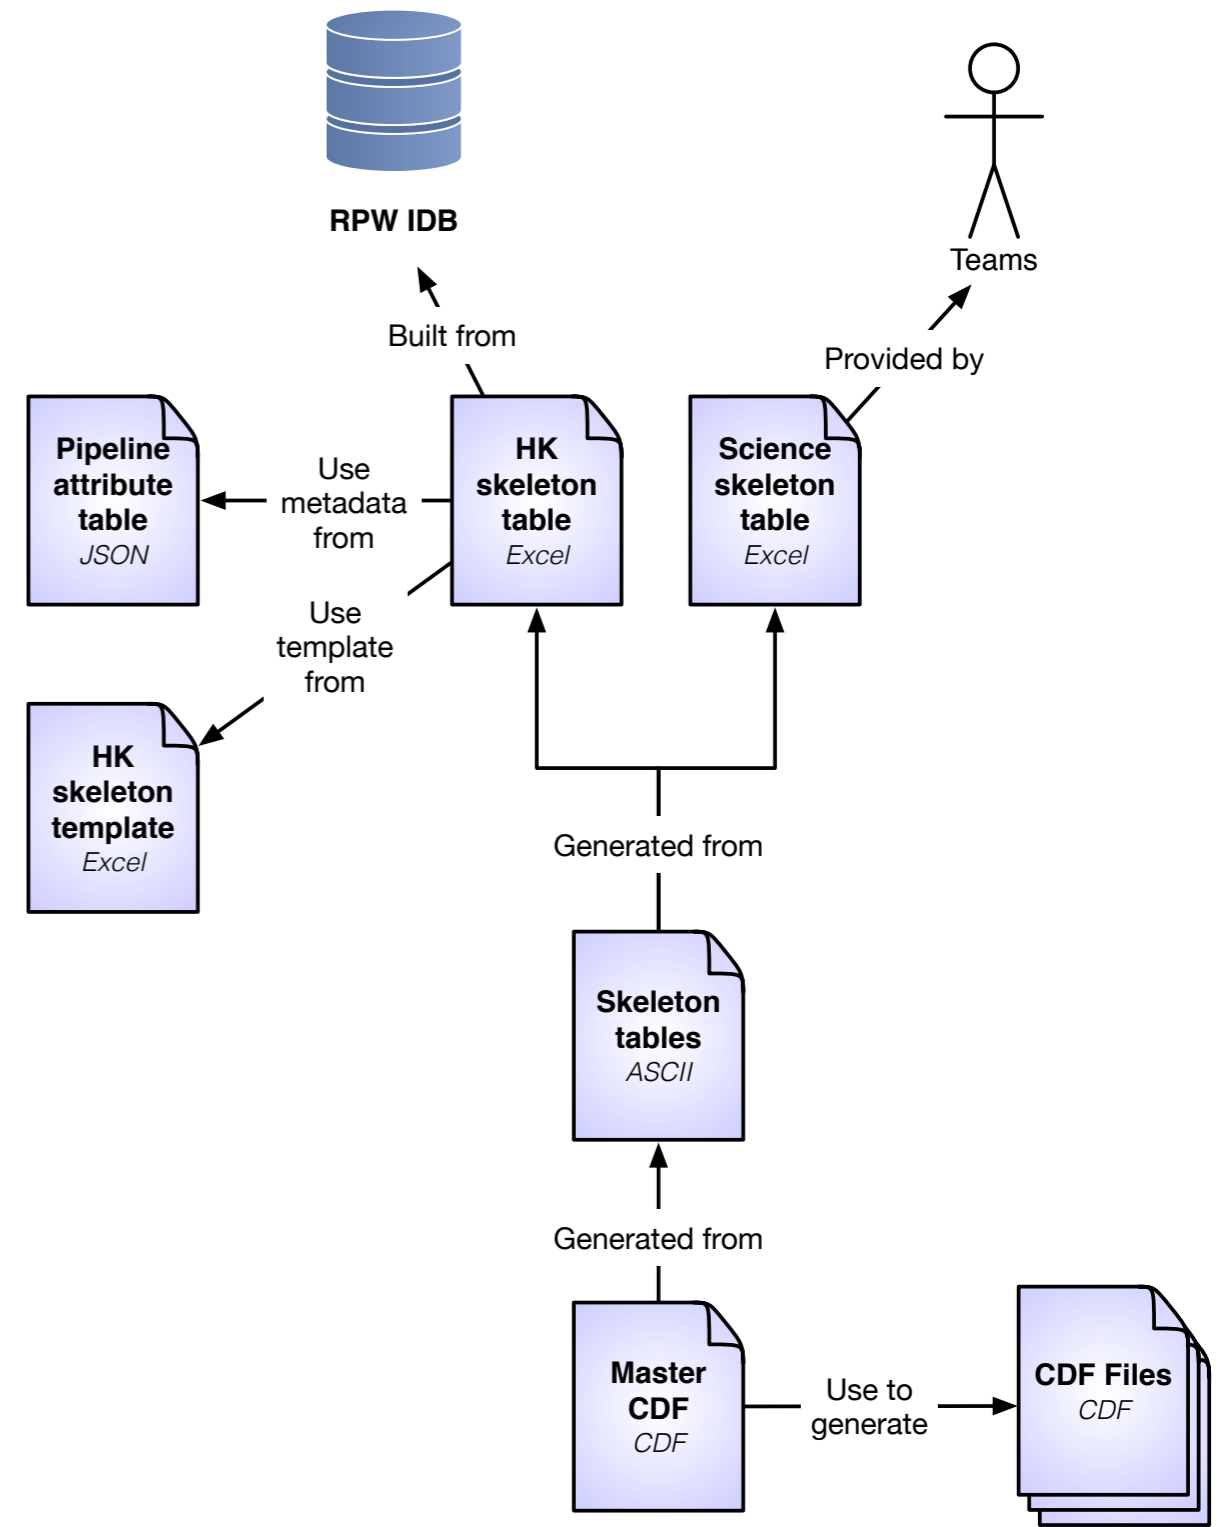 RPW IDB
Teams
Built from
Provided by
Pipeline
attribute
table
JSON
Use
metadata
from
HK
skeleton
table
Excel
Science
skeleton
table
Excel
Use
template
from
HK
skeleton
template
Excel
Generated from
Skeleton
tables
ASCII
Generated from
Master
CDF
CDF
Use to
generate
CDF Files
CDF